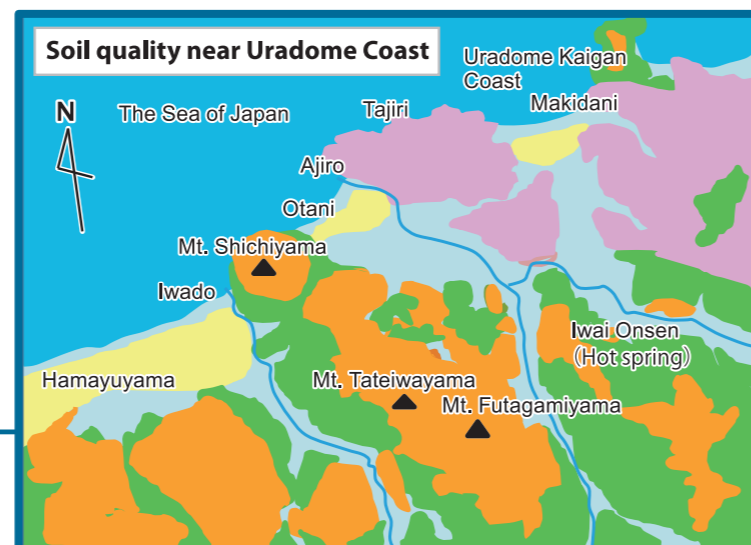 Soil quality near Uradome Coast
Uradome Kaigan
Coast
N
The Sea of Japan
Tajiri
Makidani
Ajiro
Otani
Mt. Shichiyama
Iwado
Iwai Onsen
(Hot spring)
Hamayuyama
Mt. Tateiwayama
Mt. Futagamiyama